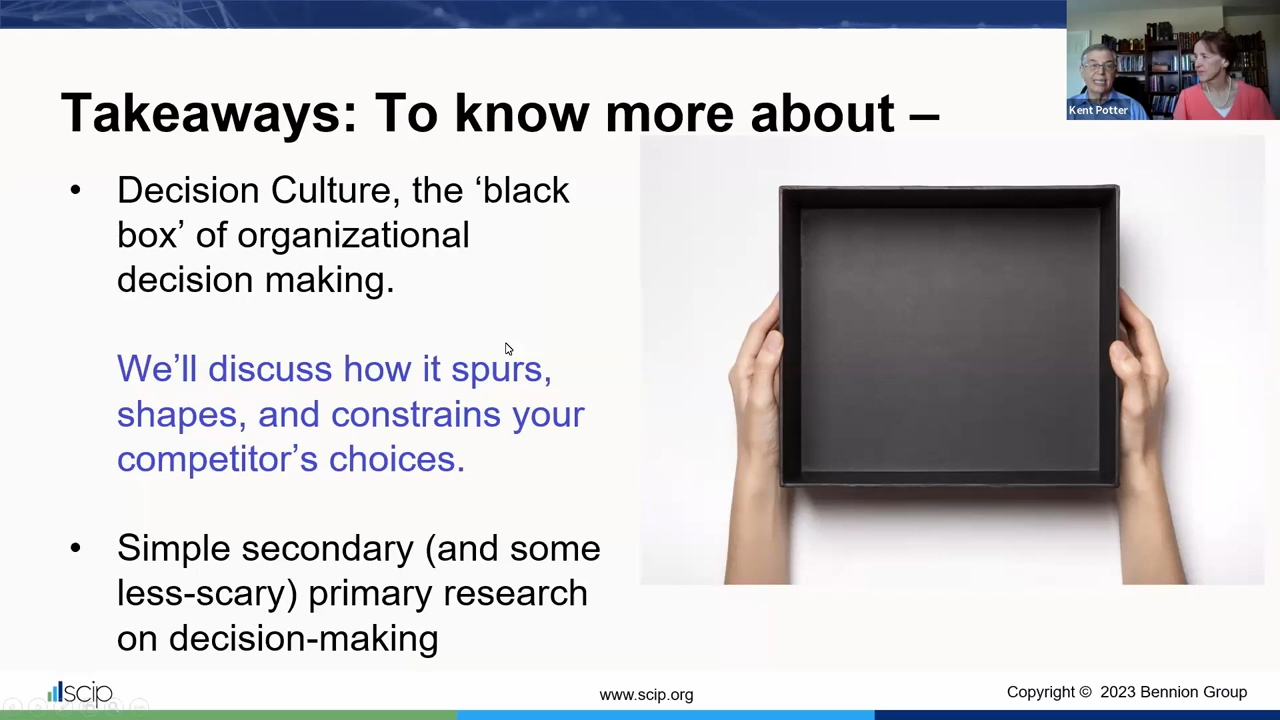 Kent Potter
Takeaways: To know more about –
• Decision Culture, the ‘black
box’ of organizational
decision making.
We’ll discuss how it spurs,
shapes, and constrains your
competitor’s choices.
• Simple secondary (and some
less-scary) primary research
on decision-making
scip
www.scip.org
Copyright © 2023 Bennion Group